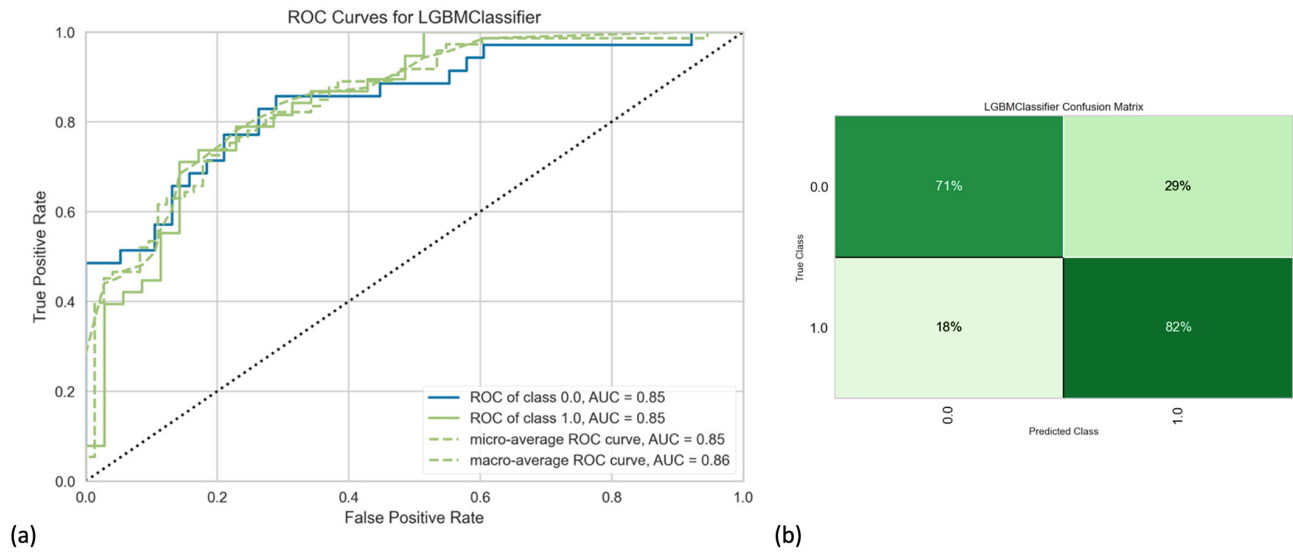 ROC Curves for LGBMClassifier
1.0
0.8
0.6
0.4
0.2
0.0
True Positive Rate
0.0 0.2 0.4 0.6 0.8 1.0
False Positive Rate
ROC of class 0.0, AUC = 0.85
ROC of class 1.0, AUC = 0.85
micro-average ROC curve, AUC = 0.85
macro-average ROC curve, AUC = 0.86
(a)
LGBMClassifier Confusion Matrix
True Class
0.0 71% 29%
1.0 18% 82%
0.0 1.0
Predicted Class
(b)